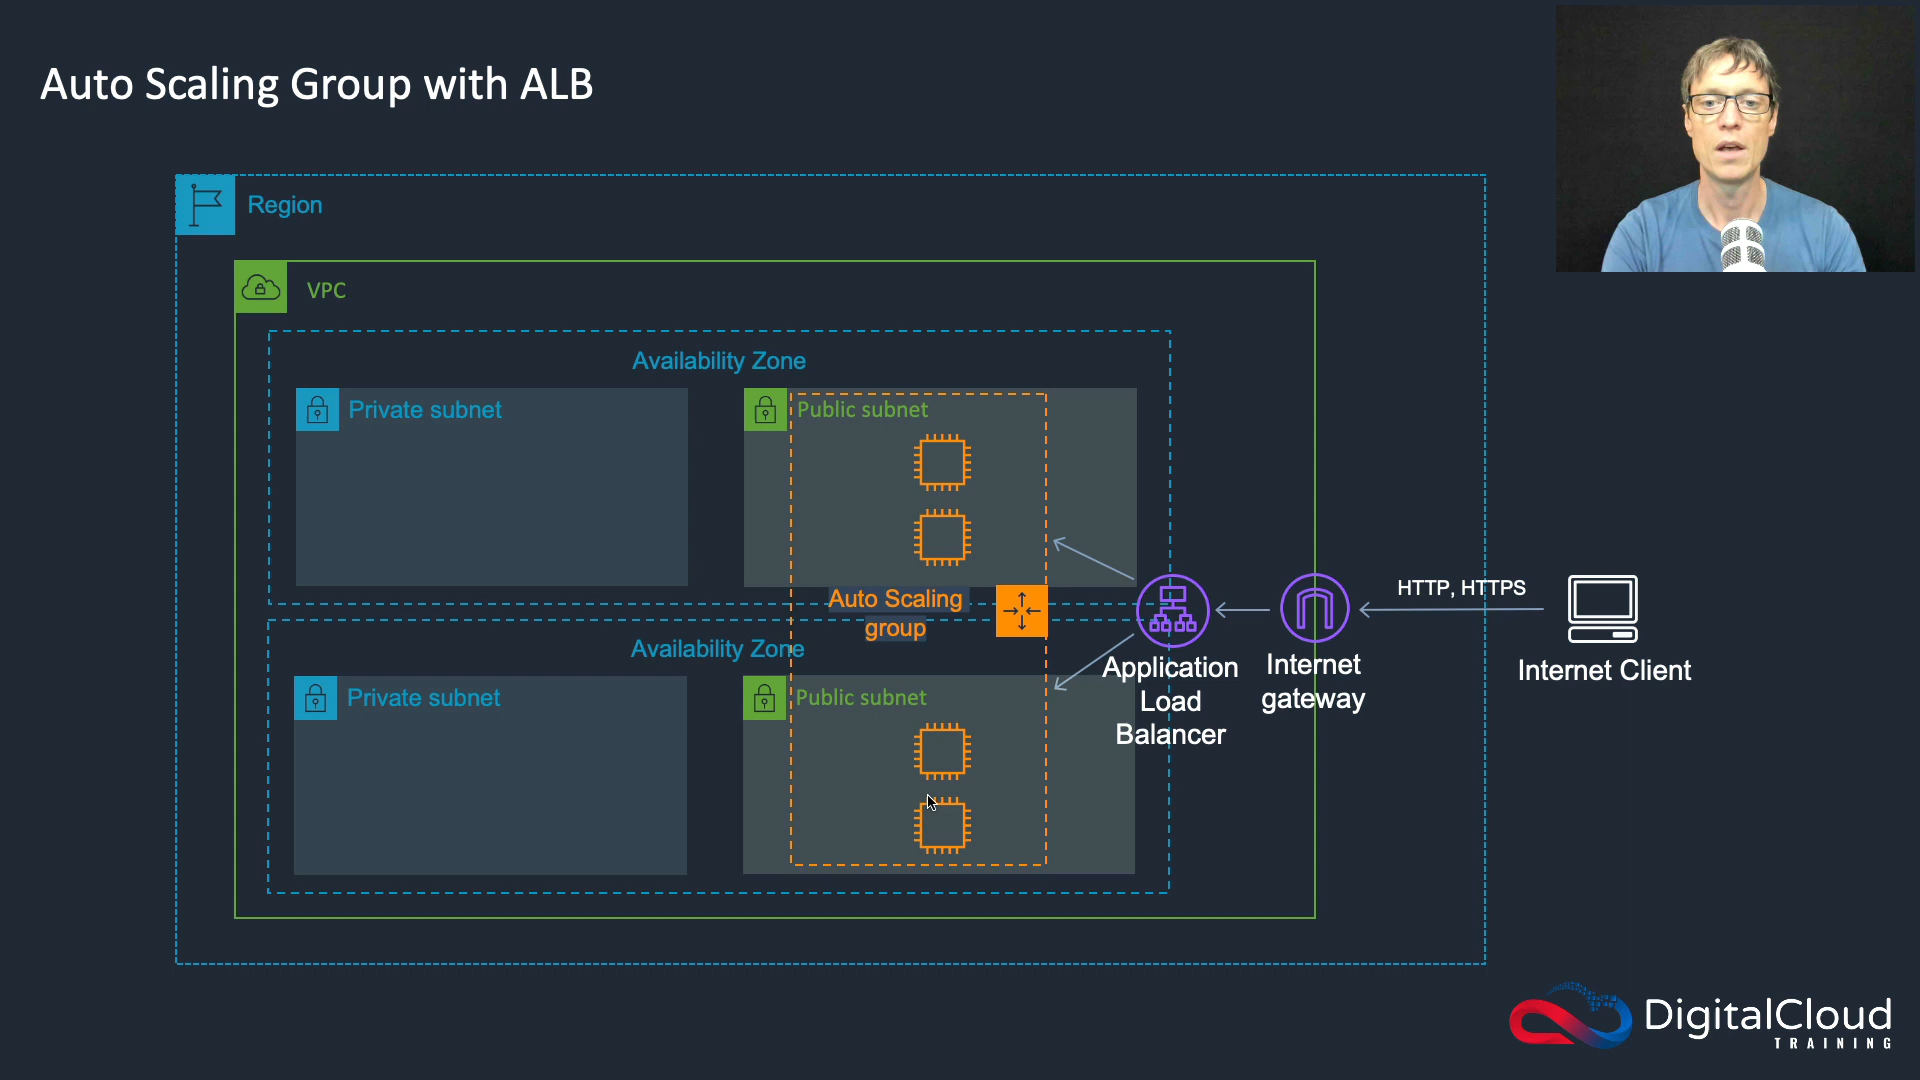 Auto Scaling Group with ALB
Region
VPC
Availability Zone
Private subnet
Public subnet
Auto Scaling
group
HTTP, HTTPS
Application
Load
Balancer
Internet
gateway
Internet Client
Availability Zone
Private subnet
Public subnet
DigitalCloud
TRAINING